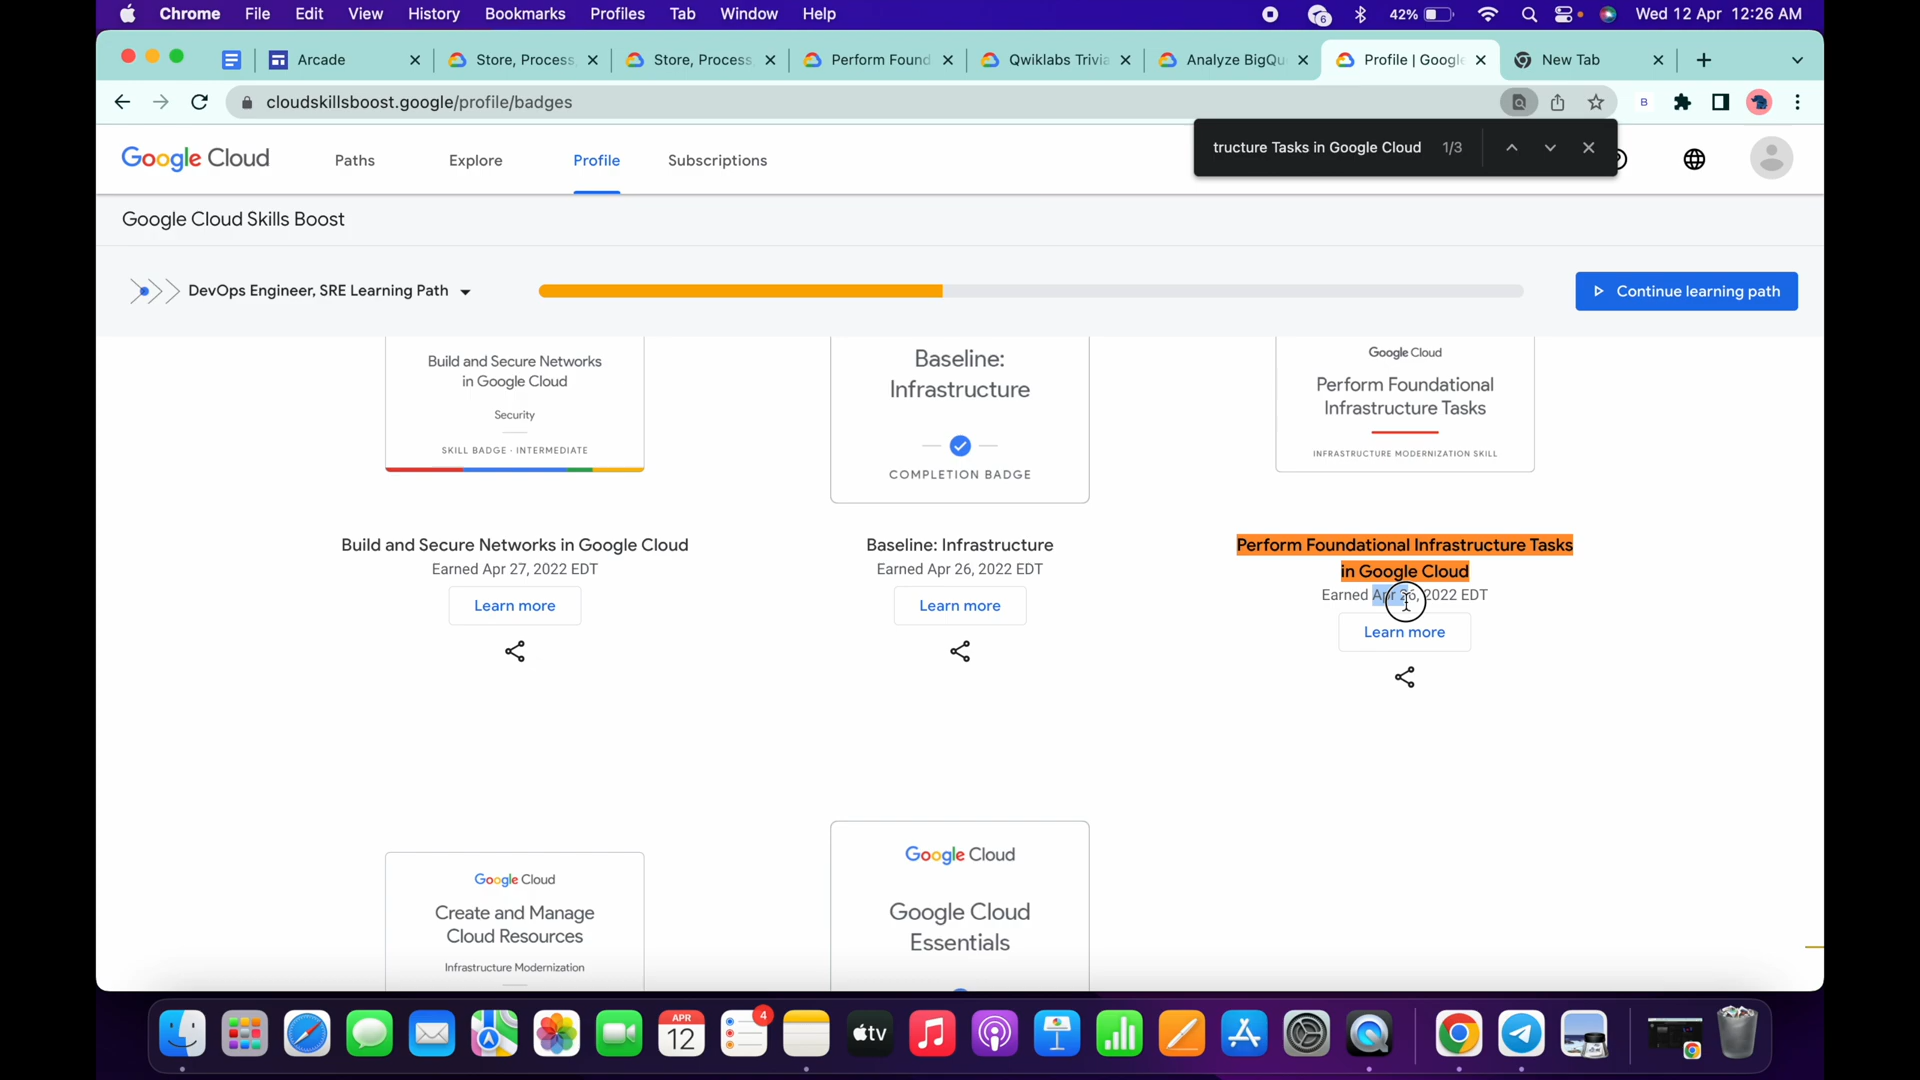 Chrome File Edit View History Bookmarks Profiles Tab Window Help 6 42% Wed 12 Apr 12:26 AM
Arcade Store, Process, Store, Process, Perform Found Qwiklabs Trivia Analyze BigQu Profile | Google New Tab
cloudskillsboost.google/profile/badges B
tructure Tasks in Google Cloud 1/3
Google Cloud Paths Explore Profile Subscriptions
Google Cloud Skills Boost
DevOps Engineer, SRE Learning Path Continue learning path
Build and Secure Networks
in Google Cloud
Security
SKILL BADGE · INTERMEDIATE
Baseline:
Infrastructure
COMPLETION BADGE
Google Cloud
Perform Foundational
Infrastructure Tasks
INFRASTRUCTURE MODERNIZATION SKILL
Build and Secure Networks in Google Cloud
Earned Apr 27, 2022 EDT
Learn more
Baseline: Infrastructure
Earned Apr 26, 2022 EDT
Learn more
Perform Foundational Infrastructure Tasks
in Google Cloud
Earned Apr 26, 2022 EDT
Learn more
Google Cloud
Create and Manage
Cloud Resources
Infrastructure Modernization
Google Cloud
Google Cloud
Essentials
APR
12
4
tv